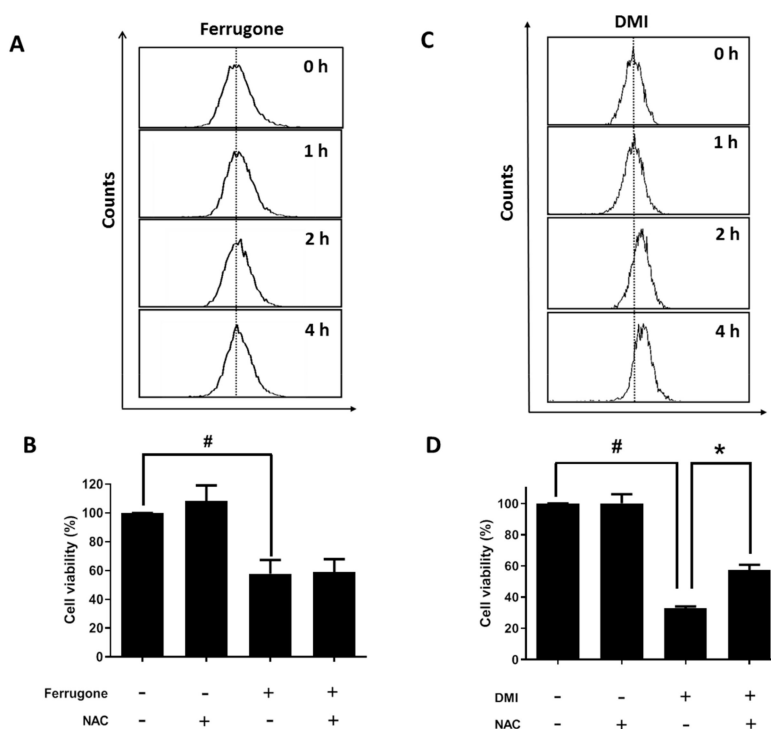 A
Ferrugone
Counts
0 h
1 h
2 h
4 h
C
DMI
Counts
0 h
1 h
2 h
4 h
B
#
Cell viability (%)
120
100
80
60
40
20
0
Ferrugone - - + +
NAC - + - +
D
# *
Cell viability (%)
100
80
60
40
20
0
DMI - - + +
NAC - + - +